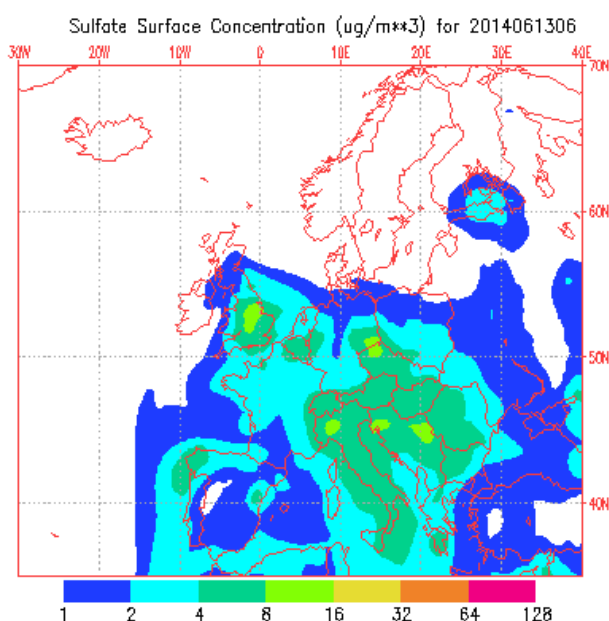 Sulfate Surface Concentration (ug/m**3) for 2014061306
30W 20W 10W 0 10E 20E 30E 40E
70N
60N
50N
40N
1 2 4 8 16 32 64 128